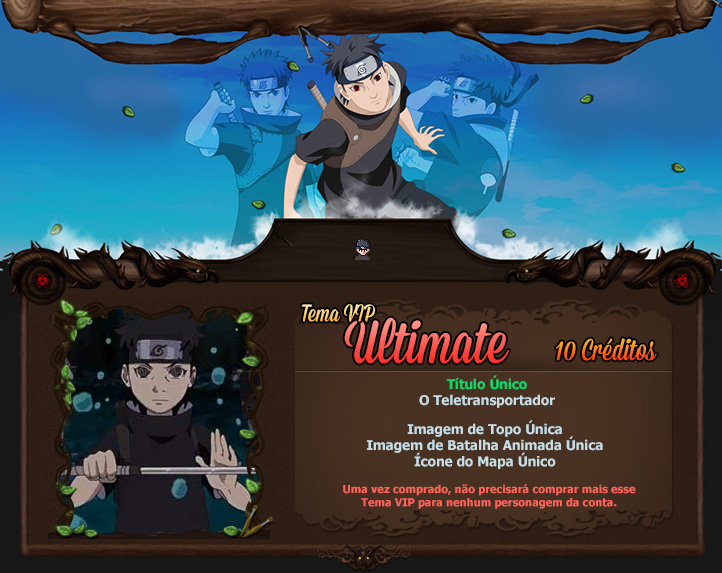 Tema VIP
Ultimate
10 Créditos
Título Único
O Teletransportador
Imagem de Topo Única
Imagem de Batalha Animada Única
Ícone do Mapa Único
Uma vez comprado, não precisará comprar mais esse
Tema VIP para nenhum personagem da conta.